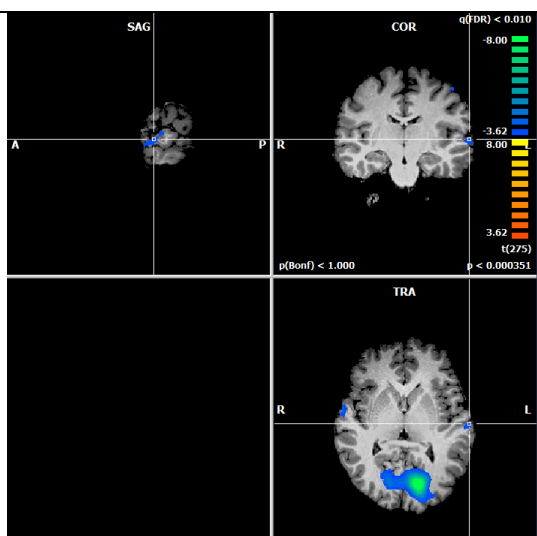 SAG
A
P
COR
q(FDR) < 0.010
-8.00
-3.62
8.00
3.62
t(275)
R
L
p(Bonf) < 1.000
p < 0.000351
TRA
R
L